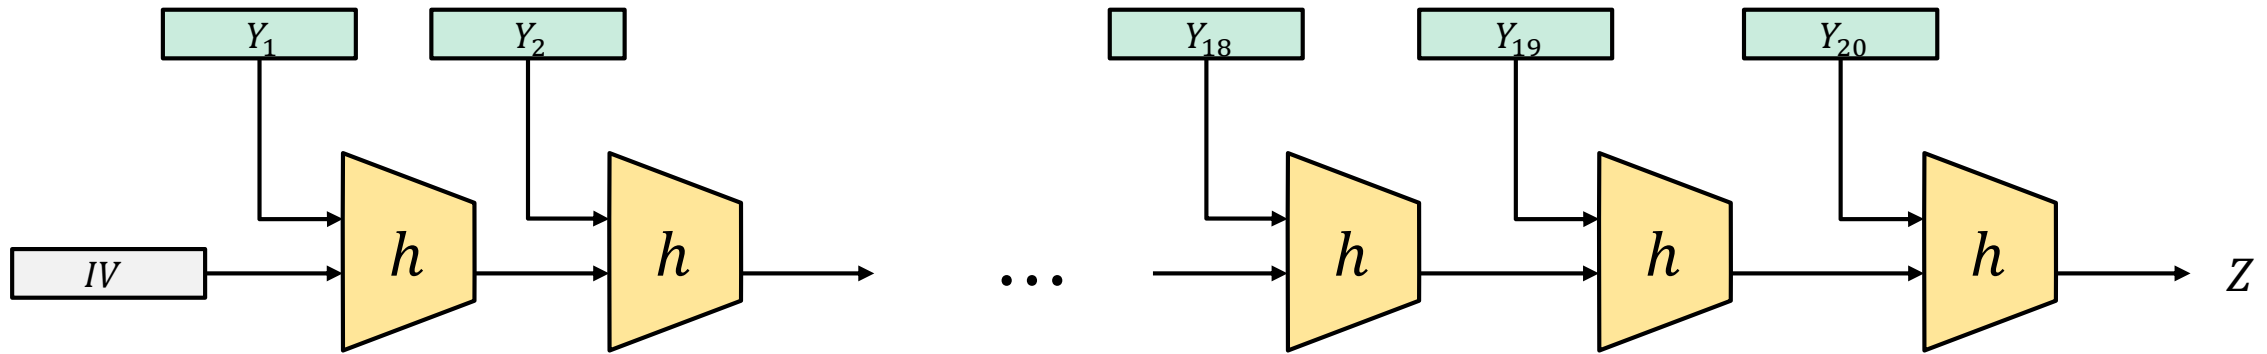 Y₁ Y₂ Y₁₈ Y₁₉ Y₂₀
IV h h ... h h h Z